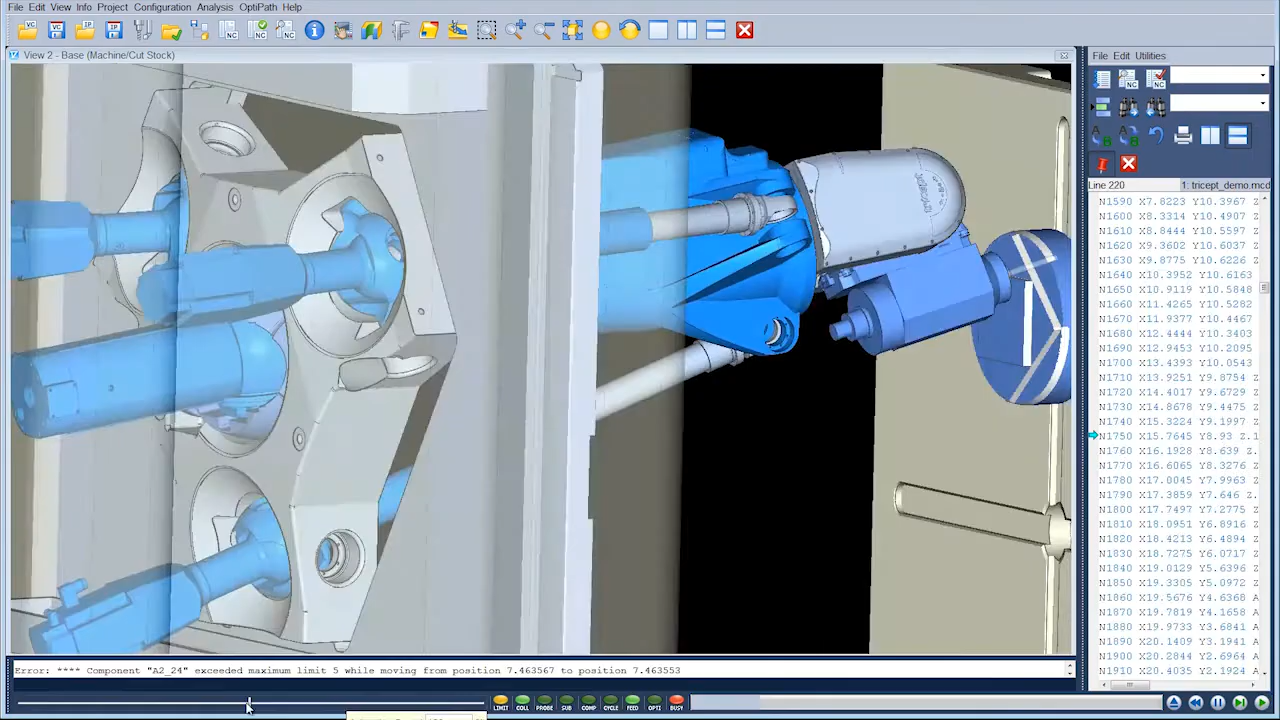 File Edit View Info Project Configuration Analysis OptiPath Help
View 2 - Base (Machine/Cut Stock)
File Edit Utilities
Line 220
1: tricept_demo.mcd
N1590 X7.8223 Y10.3987 Z
N1600 X8.3314 Y10.4907
N1610 X8.8444 Y10.5597
N1620 X9.3502 Y10.6037
N1630 X9.8775 Y10.6226 Z
N1640 X10.3952 Y10.6163
N1650 X10.9119 Y10.5848
N1660 X11.4265 Y10.5282
N1670 X11.9377 Y10.4467
N1680 X12.4444 Y10.3403
N1690 X12.9453 Y10.2095
N1700 X13.4393 Y10.0543
N1710 X13.9251 Y9.8754 Z
N1720 X14.4017 Y9.6729 Z
N1730 X14.8678 Y9.4475 Z
N1740 X15.3224 Y9.1997 Z
N1750 X15.7645 Y8.93 Z.1
N1760 X16.1928 Y8.639 Z.
N1770 X16.6065 Y8.3276 Z
N1780 X17.0045 Y7.9963 Z
N1790 X17.3859 Y7.646 Z.
N1800 X17.7497 Y7.2775 Z
N1810 X18.0951 Y6.8916 Z
N1820 X18.4213 Y6.4894 Z
N1830 X18.7275 Y6.0717 Z
N1840 X19.0129 Y5.6396 Z
N1850 X19.3305 Y5.0972 Z
N1860 X19.5676 Y4.6368 A
N1870 X19.7819 Y4.1658 A
N1880 X19.9733 Y3.6841 Z
N1890 X20.1409 Y3.1943 Z
N1900 X20.2844 Y2.6964 Z
N1910 X20.4035 Y2.1926 Z
Error: **** Component "A2_24" exceeded maximum limit 5 while moving from position 7.463567 to position 7.463553
LIMIT COLL PROBE SUB COMP CYCLE FEED OPTI BUSY